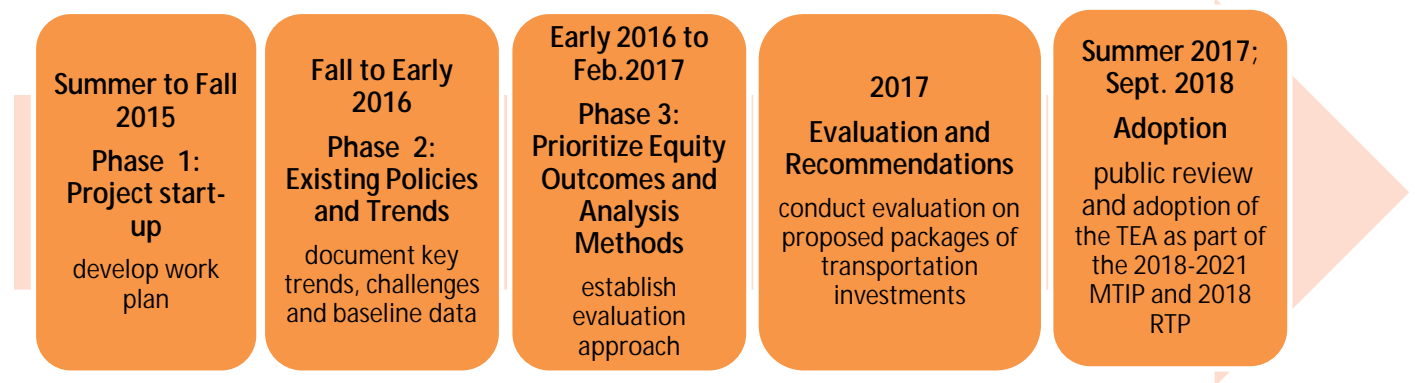 Summer to Fall
2015
Phase 1:
Project start-
up
develop work
plan
Fall to Early
2016
Phase 2:
Existing Policies
and Trends
document key
trends, challenges
and baseline data
Early 2016 to
Feb.2017
Phase 3:
Prioritize Equity
Outcomes and
Analysis
Methods
establish
evaluation
approach
2017
Evaluation and
Recommendations
conduct evaluation on
proposed packages of
transportation
investments
Summer 2017;
Sept. 2018
Adoption
public review
and adoption of
the TEA as part of
the 2018-2021
MTIP and 2018
RTP